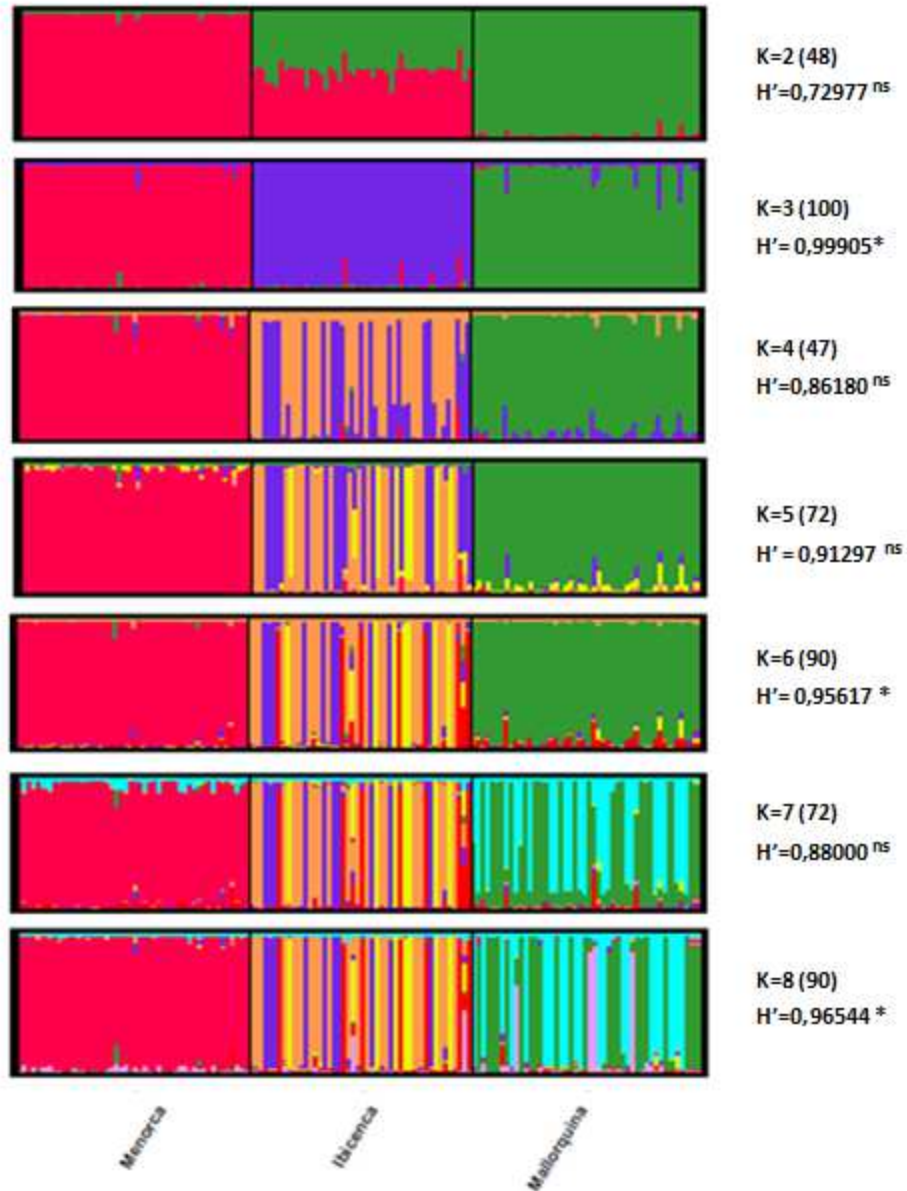 K=2 (48)
H'=0,72977 ns
K=3 (100)
H'= 0,99905*
K=4 (47)
H'=0,86180 ns
K=5 (72)
H' = 0,91297 ns
K=6 (90)
H'= 0,95617 *
K=7 (72)
H'=0,88000 ns
K=8 (90)
H'=0,96544 *
Menorca
Ibicenca
Mallorquina